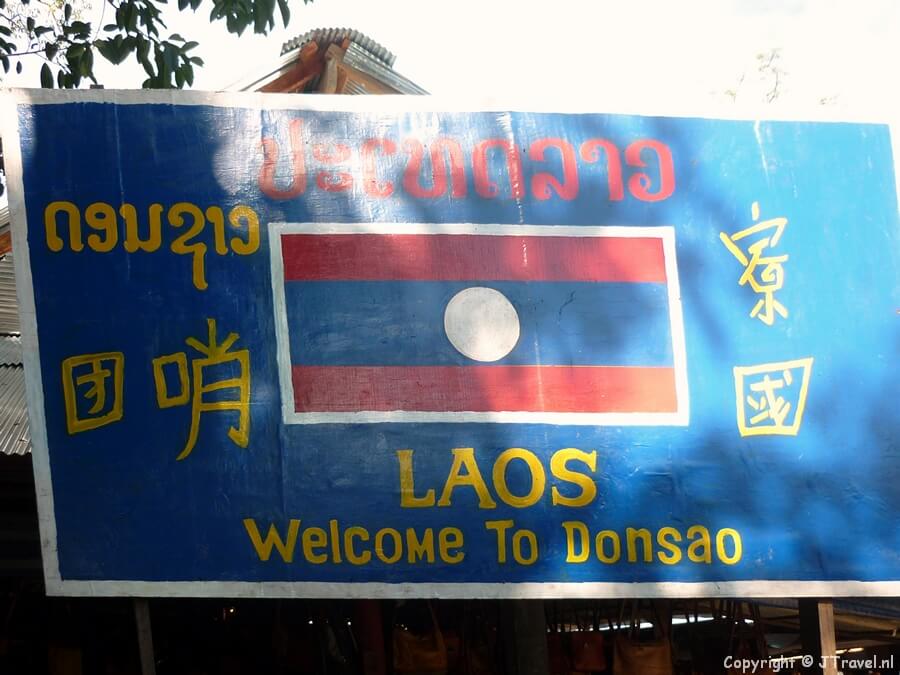 ປະເທດລາວ
ດອນຊາວ
寮
团 哨
國
LAOS
Welcome To Donsao
Copyright © JTravel.nl